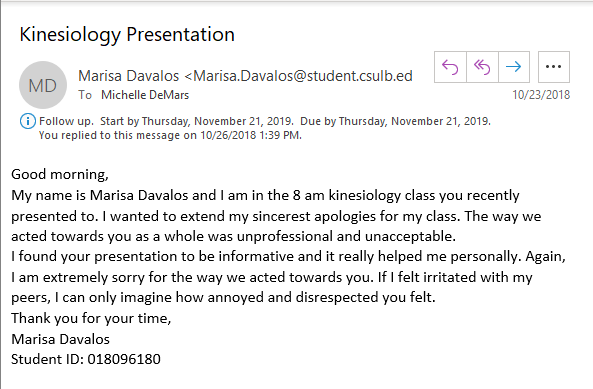 Kinesiology Presentation
MD
Marisa Davalos <Marisa.Davalos@student.csulb.ed
To Michelle DeMars
10/23/2018
Follow up. Start by Thursday, November 21, 2019. Due by Thursday, November 21, 2019.
You replied to this message on 10/26/2018 1:39 PM.
Good morning,
My name is Marisa Davalos and I am in the 8 am kinesiology class you recently
presented to. I wanted to extend my sincerest apologies for my class. The way we
acted towards you as a whole was unprofessional and unacceptable.
I found your presentation to be informative and it really helped me personally. Again,
I am extremely sorry for the way we acted towards you. If I felt irritated with my
peers, I can only imagine how annoyed and disrespected you felt.
Thank you for your time,
Marisa Davalos
Student ID: 018096180